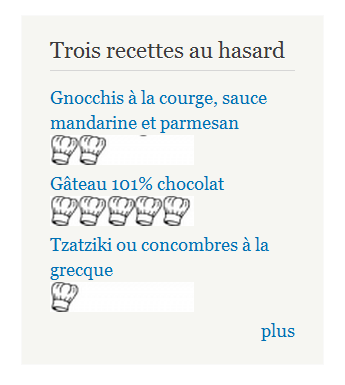 Trois recettes au hasard
Gnocchis à la courge, sauce
mandarine et parmesan
Gâteau 101% chocolat
Tzatziki ou concombres à la
grecque
plus